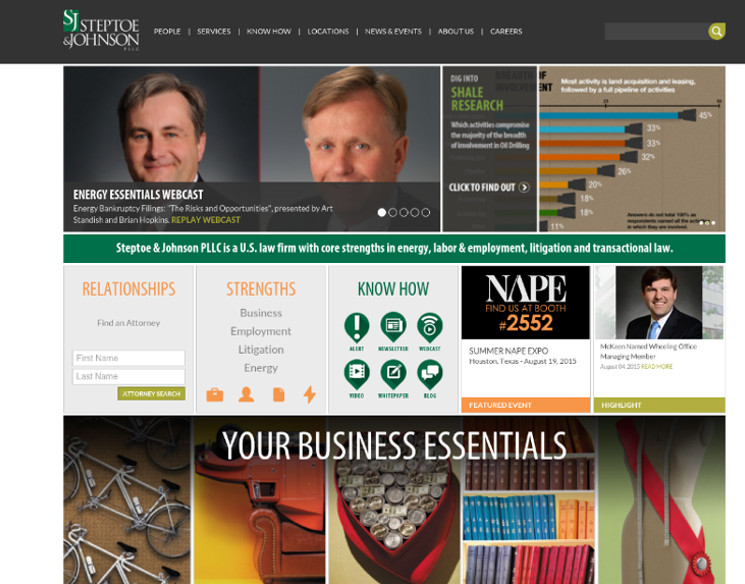 SJ STEPTOE
&JOHNSON
PLLC
PEOPLE | SERVICES | KNOW HOW | LOCATIONS | NEWS & EVENTS | ABOUT US | CAREERS
ENERGY ESSENTIALS WEBCAST
Energy Bankruptcy Filings: "The Risks and Opportunities", presented by Art
Standish and Brian Hopkins. REPLAY WEBCAST
DIG INTO
SHALE
RESEARCH
Which activities compromise
the majority of the breadth
of involvement in Oil Drilling
CLICK TO FIND OUT
BREADTH OF
INVOLVEMENT
Most activity is land acquisition and leasing,
followed by a full pipeline of activities
25
50
45%
33%
33%
32%
26%
20%
18%
18%
11%
Answers do not total 100% as
respondents named all the activities
in which they are involved.
Steptoe & Johnson PLLC is a U.S. law firm with core strengths in energy, labor & employment, litigation and transactional law.
RELATIONSHIPS
Find an Attorney
First Name
Last Name
ATTORNEY SEARCH
STRENGTHS
Business
Employment
Litigation
Energy
KNOW HOW
ALERT NEWSLETTER WEBCAST
VIDEO WHITEPAPER BLOG
NAPE
FIND US AT BOOTH
#2552
SUMMER NAPE EXPO
Houston, Texas - August 19, 2015
FEATURED EVENT
McKeen Named Wheeling Office
Managing Member
August 04, 2015 READ MORE
HIGHLIGHT
YOUR BUSINESS ESSENTIALS